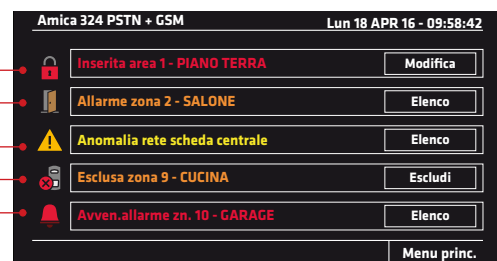 Amica 324 PSTN + GSM Lun 18 APR 16 - 09:58:42
Inserita area 1 - PIANO TERRA Modifica
Allarme zona 2 - SALONE Elenco
Anomalia rete scheda centrale Elenco
Esclusa zona 9 - CUCINA Escludi
Avven.allarme zn. 10 - GARAGE Elenco
Menu princ.